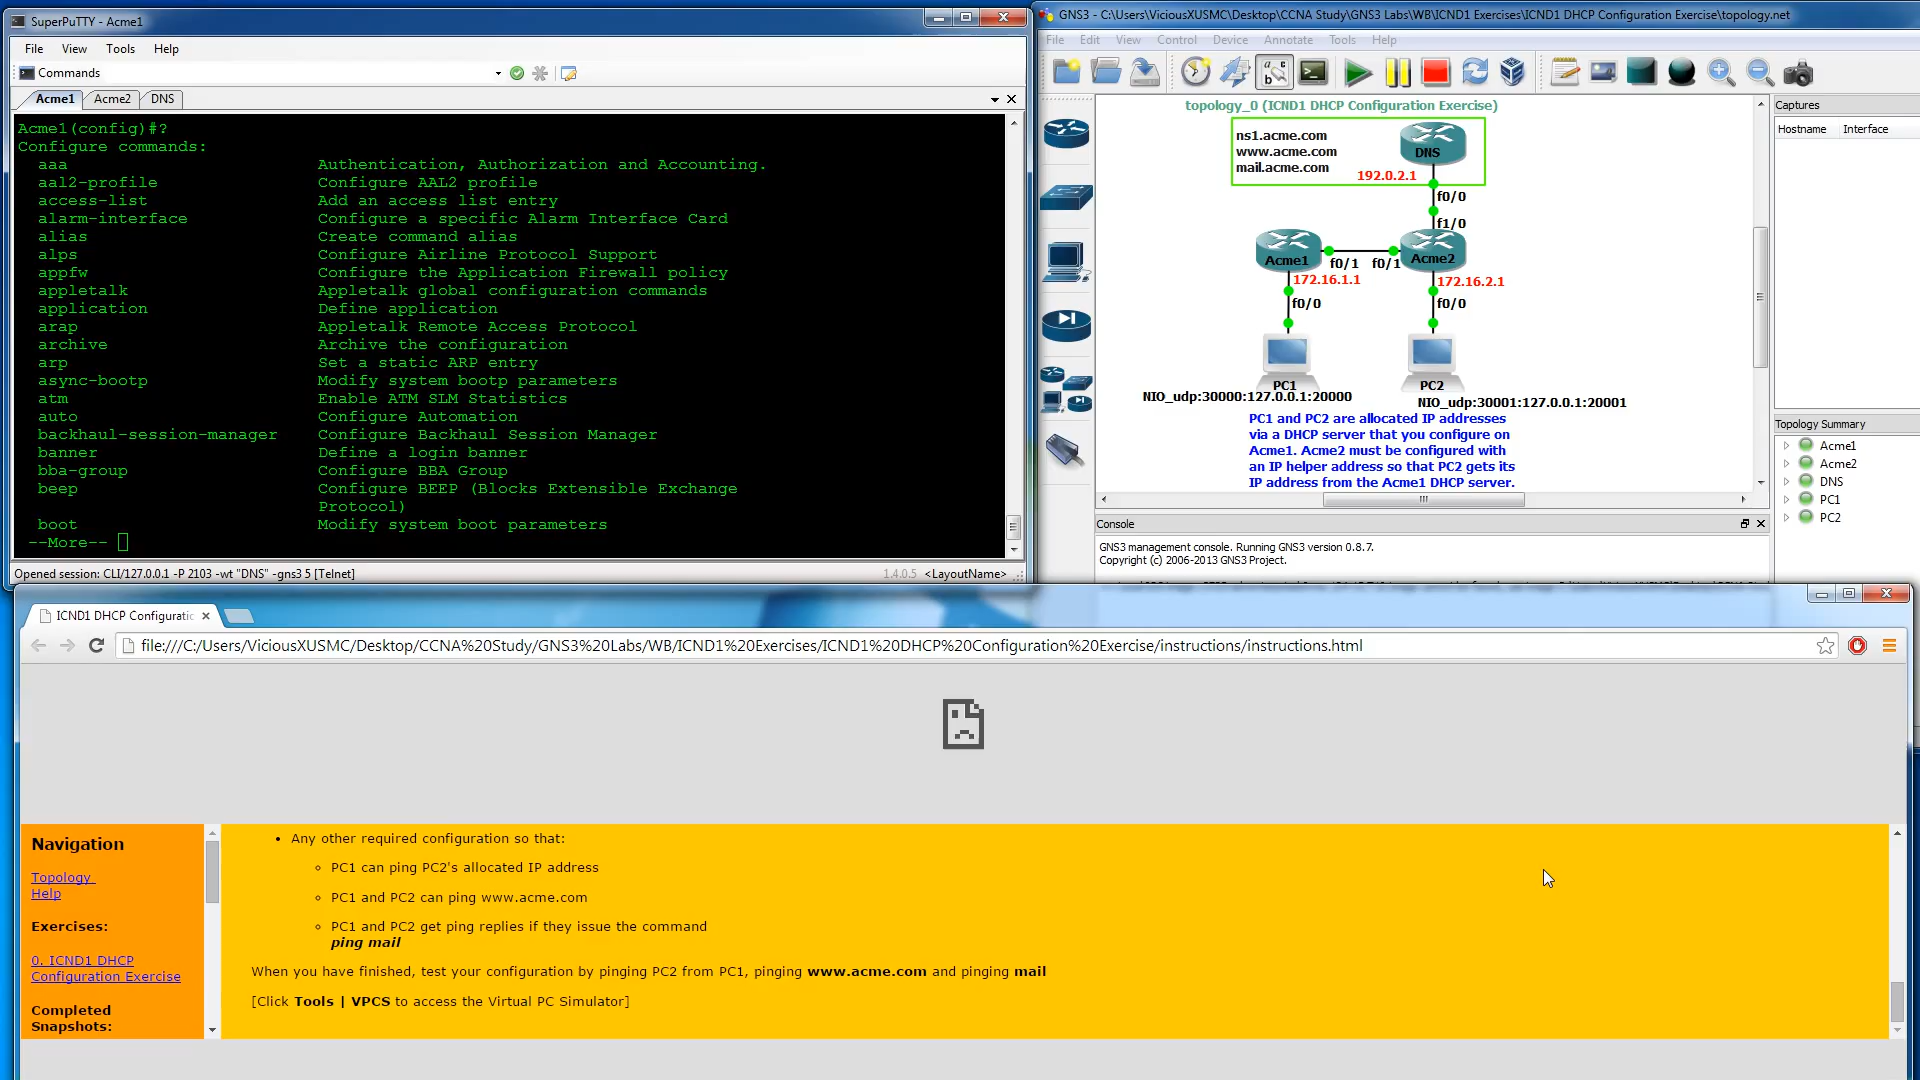 SuperPuTTY - Acme1
File View Tools Help
Commands
Acme1 Acme2 DNS
Acme1(config)#?
Configure commands:
aaa Authentication, Authorization and Accounting.
aal2-profile Configure AAL2 profile
access-list Add an access list entry
alarm-interface Configure a specific Alarm Interface Card
alias Create command alias
alps Configure Airline Protocol Support
appfw Configure the Application Firewall policy
appletalk Appletalk global configuration commands
application Define application
arap Appletalk Remote Access Protocol
archive Archive the configuration
arp Set a static ARP entry
async-bootp Modify system bootp parameters
atm Enable ATM SLM Statistics
auto Configure Automation
backhaul-session-manager Configure Backhaul Session Manager
banner Define a login banner
bba-group Configure BBA Group
beep Configure BEEP (Blocks Extensible Exchange
Protocol)
boot Modify system boot parameters
--More--
Opened session: CLI/127.0.0.1 -P 2103 -wt "DNS" -gns3 5 [Telnet] 1.4.0.5 <LayoutName>
GNS3 - C:\Users\ViciousXUSMC\Desktop\CCNA Study\GNS3 Labs\WB\ICND1 Exercises\ICND1 DHCP Configuration Exercise\topology.net
File Edit View Control Device Annotate Tools Help
topology_0 (ICND1 DHCP Configuration Exercise)
ns1.acme.com
www.acme.com
mail.acme.com
DNS
192.0.2.1
f0/0
f1/0
Acme1 f0/1 f0/1 Acme2
172.16.1.1 172.16.2.1
f0/0 f0/0
PC1 PC2
NIO_udp:30000:127.0.0.1:20000
NIO_udp:30001:127.0.0.1:20001
PC1 and PC2 are allocated IP addresses
via a DHCP server that you configure on
Acme1. Acme2 must be configured with
an IP helper address so that PC2 gets its
IP address from the Acme1 DHCP server.
Captures
Hostname Interface
Topology Summary
Acme1
Acme2
DNS
PC1
PC2
Console
GNS3 management console. Running GNS3 version 0.8.7.
Copyright (c) 2006-2013 GNS3 Project.
ICND1 DHCP Configuratic
file:///C:/Users/ViciousXUSMC/Desktop/CCNA%20Study/GNS3%20Labs/WB/ICND1%20Exercises/ICND1%20DHCP%20Configuration%20Exercise/instructions/instructions.html
Navigation
Topology
Help
Exercises:
0. ICND1 DHCP
Configuration Exercise
Completed
Snapshots:
• Any other required configuration so that:
◦ PC1 can ping PC2's allocated IP address
◦ PC1 and PC2 can ping www.acme.com
◦ PC1 and PC2 get ping replies if they issue the command
ping mail
When you have finished, test your configuration by pinging PC2 from PC1, pinging www.acme.com and pinging mail
[Click Tools | VPCS to access the Virtual PC Simulator]